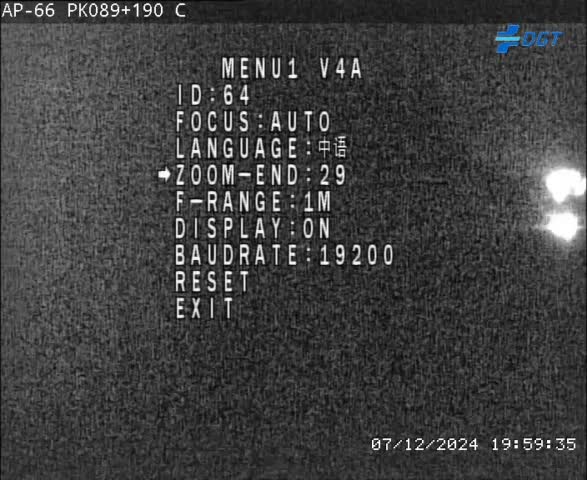 AP-66 PK089+190 C
DGT
MENU1 V4A
ID:64
FOCUS:AUTO
LANGUAGE:中语
ZOOM-END:29
F-RANGE:1M
DISPLAY:ON
BAUDRATE:19200
RESET
EXIT
07/12/2024 19:59:35